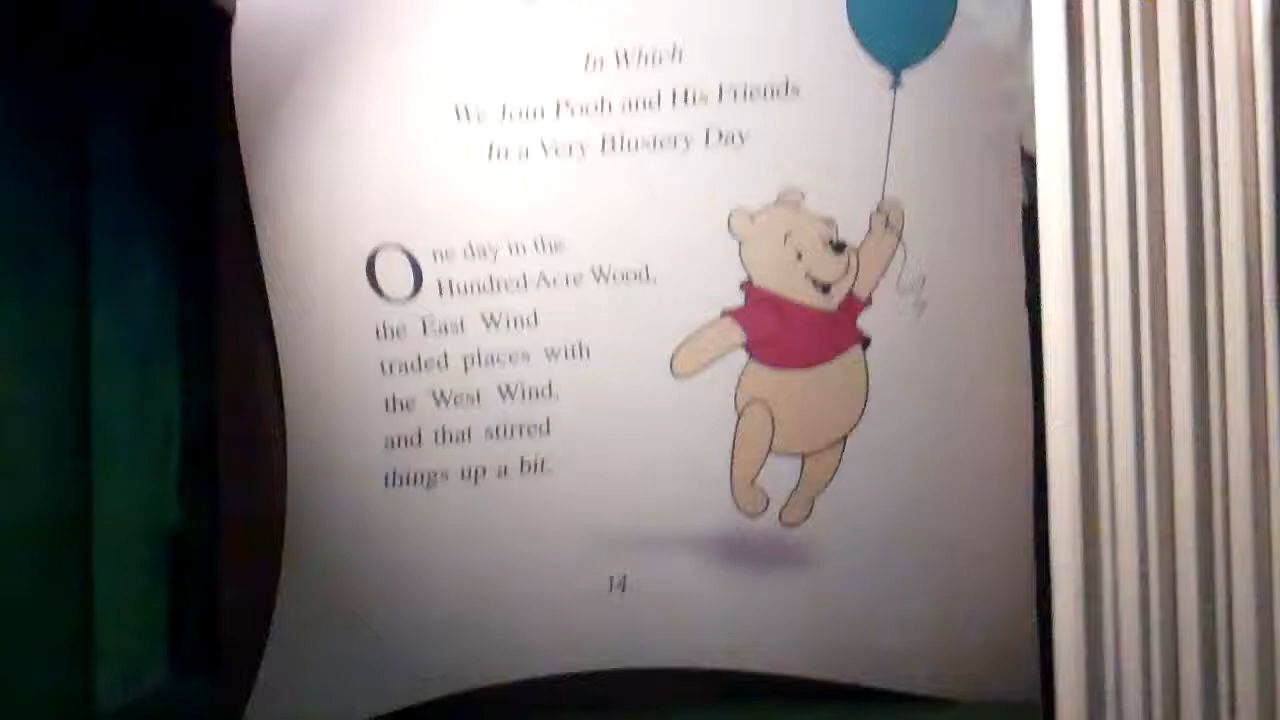 In Which
We Join Pooh and His Friends
In a Very Blustery Day
One day in the
Hundred Acre Wood,
the East Wind
traded places with
the West Wind,
and that stirred
things up a bit.
14